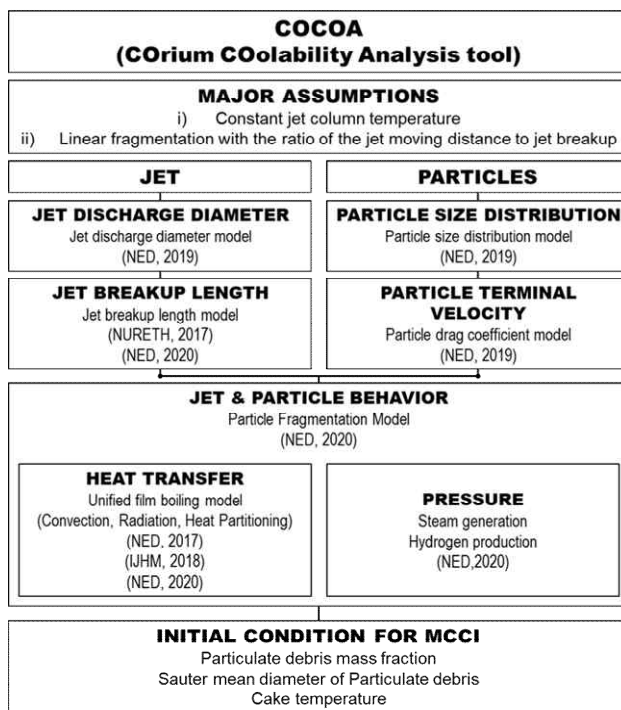 COCOA
(COrium COolability Analysis tool)
MAJOR ASSUMPTIONS
i) Constant jet column temperature
ii) Linear fragmentation with the ratio of the jet moving distance to jet breakup
JET
JET DISCHARGE DIAMETER
Jet discharge diameter model
(NED, 2019)
JET BREAKUP LENGTH
Jet breakup length model
(NURETH, 2017)
(NED, 2020)
PARTICLES
PARTICLE SIZE DISTRIBUTION
Particle size distribution model
(NED, 2019)
PARTICLE TERMINAL
VELOCITY
Particle drag coefficient model
(NED, 2019)
JET & PARTICLE BEHAVIOR
Particle Fragmentation Model
(NED, 2020)
HEAT TRANSFER
Unified film boiling model
(Convection, Radiation, Heat Partitioning)
(NED, 2017)
(IJHM, 2018)
(NED, 2020)
PRESSURE
Steam generation
Hydrogen production
(NED,2020)
INITIAL CONDITION FOR MCCI
Particulate debris mass fraction
Sauter mean diameter of Particulate debris
Cake temperature